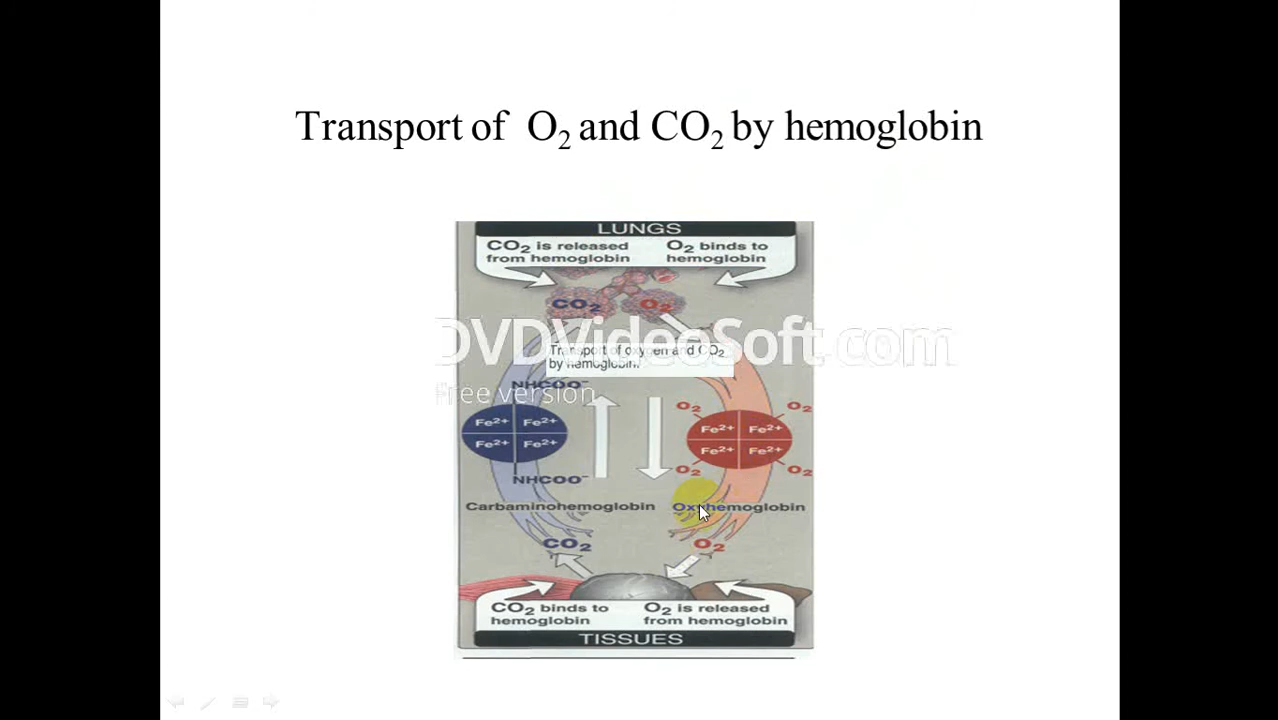 Transport of O2 and CO2 by hemoglobin
LUNGS
CO2 is released
from hemoglobin
O2 binds to
hemoglobin
CO2
O2
DVDVideoSoft.com
Free version
Transport of oxygen and CO2
by hemoglobin.
NHCOO-
O2
O2
Fe2+ Fe2+
Fe2+ Fe2+
Fe2+ Fe2+
Fe2+ Fe2+
O2
O2
NHCOO-
Carbaminohemoglobin
Oxyhemoglobin
CO2
O2
CO2 binds to
hemoglobin
O2 is released
from hemoglobin
TISSUES